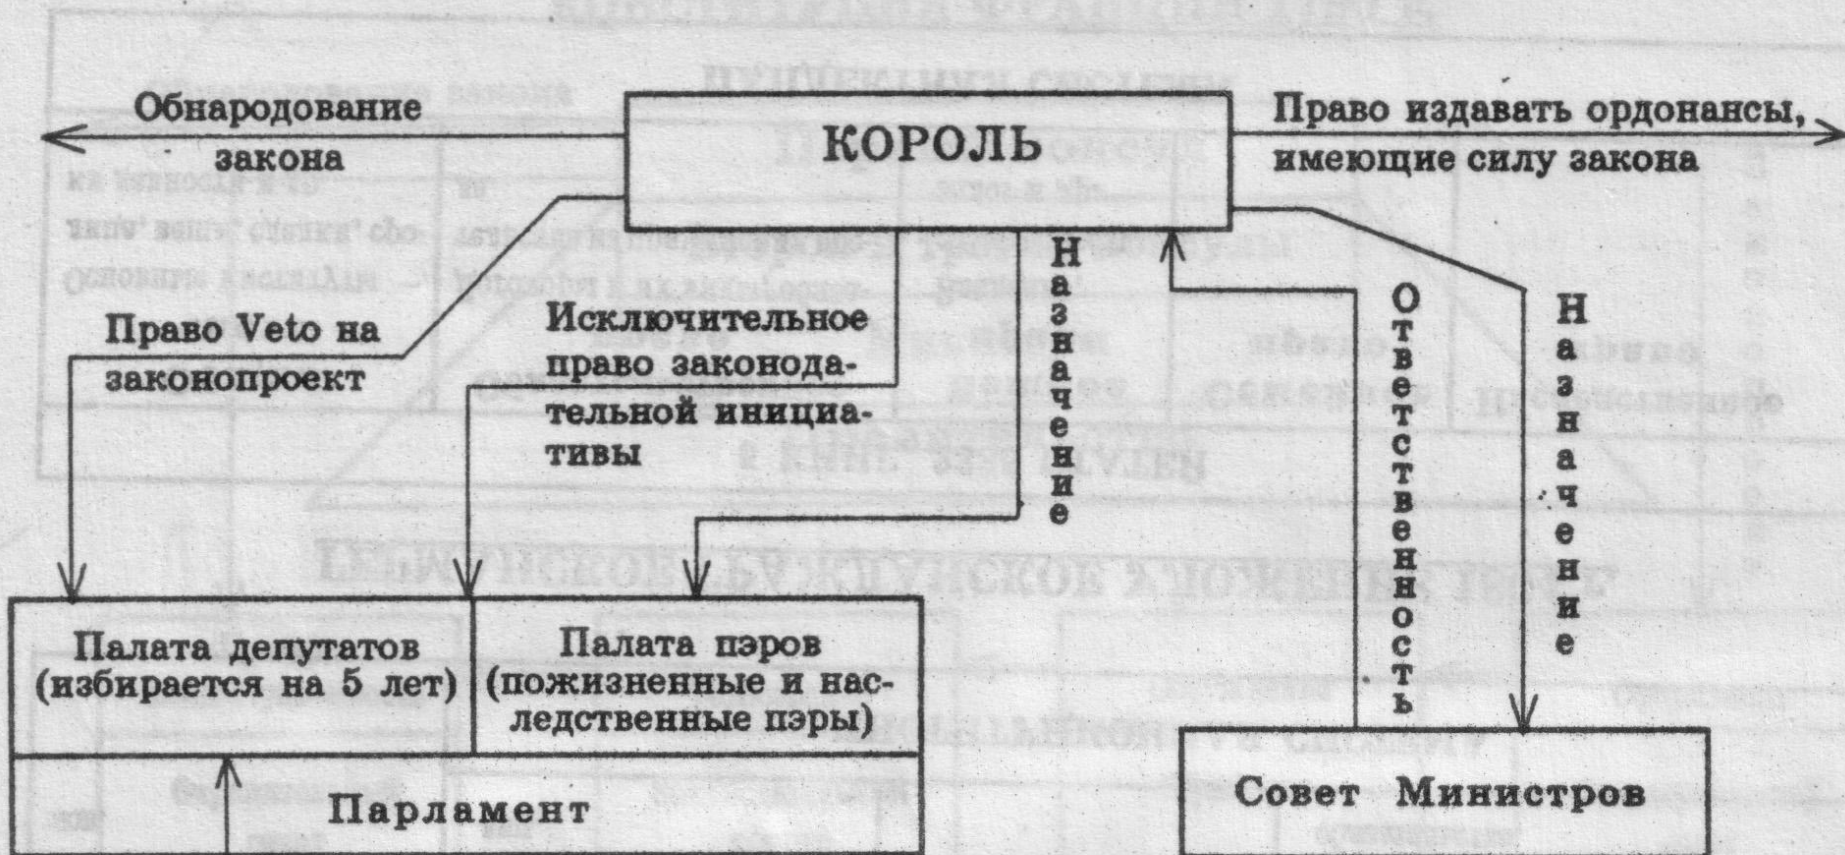 Обнародование
закона
КОРОЛЬ
Право издавать ордонансы,
имеющие силу закона
Право Veto на
законопроект
Исключительное
право законода-
тельной инициа-
тивы
Назначение
Ответственность
Назначение
Палата депутатов
(избирается на 5 лет)
Палата пэров
(пожизненные и нас-
ледственные пэры)
Парламент
Совет Министров